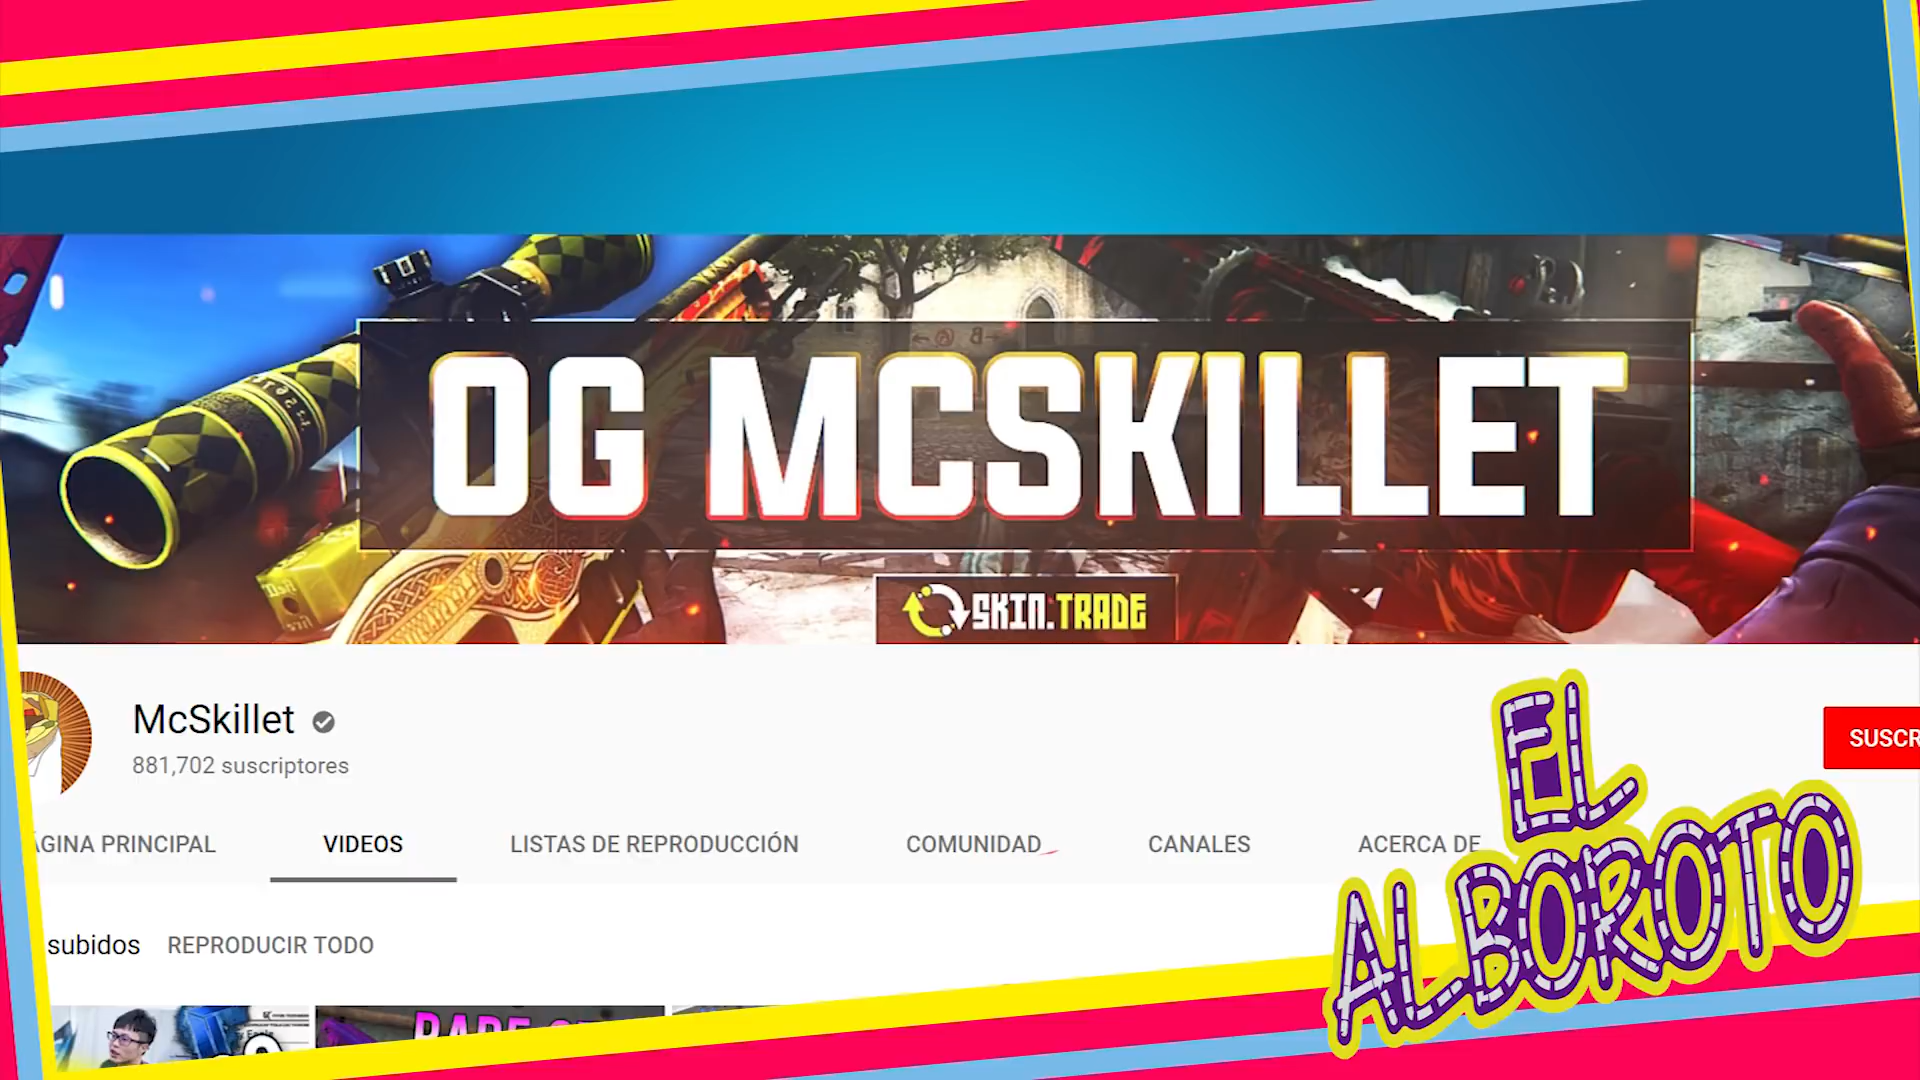 OG MCSKILLET
SKIN.TRADE
McSkillet
881,702 suscriptores
SUSCR
ÁGINA PRINCIPAL
VIDEOS
LISTAS DE REPRODUCCIÓN
COMUNIDAD
CANALES
ACERCA DE
subidos
REPRODUCIR TODO
EL
ALBOROTO